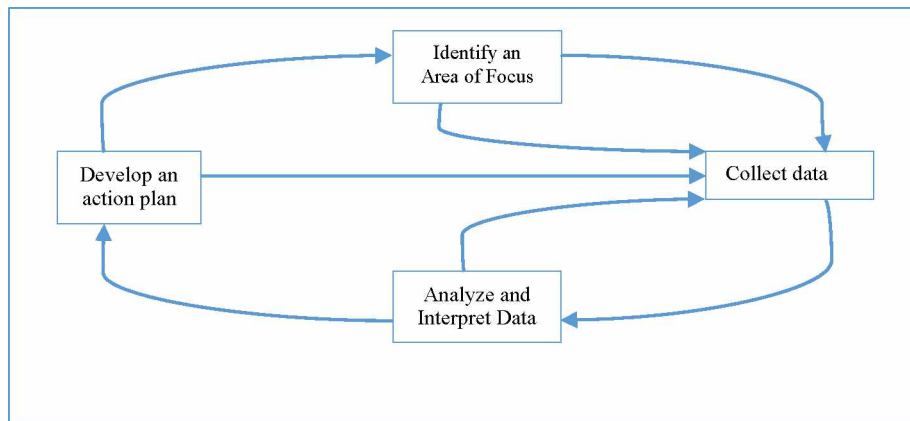 Identify an
Area of Focus
Develop an
action plan
Collect data
Analyze and
Interpret Data